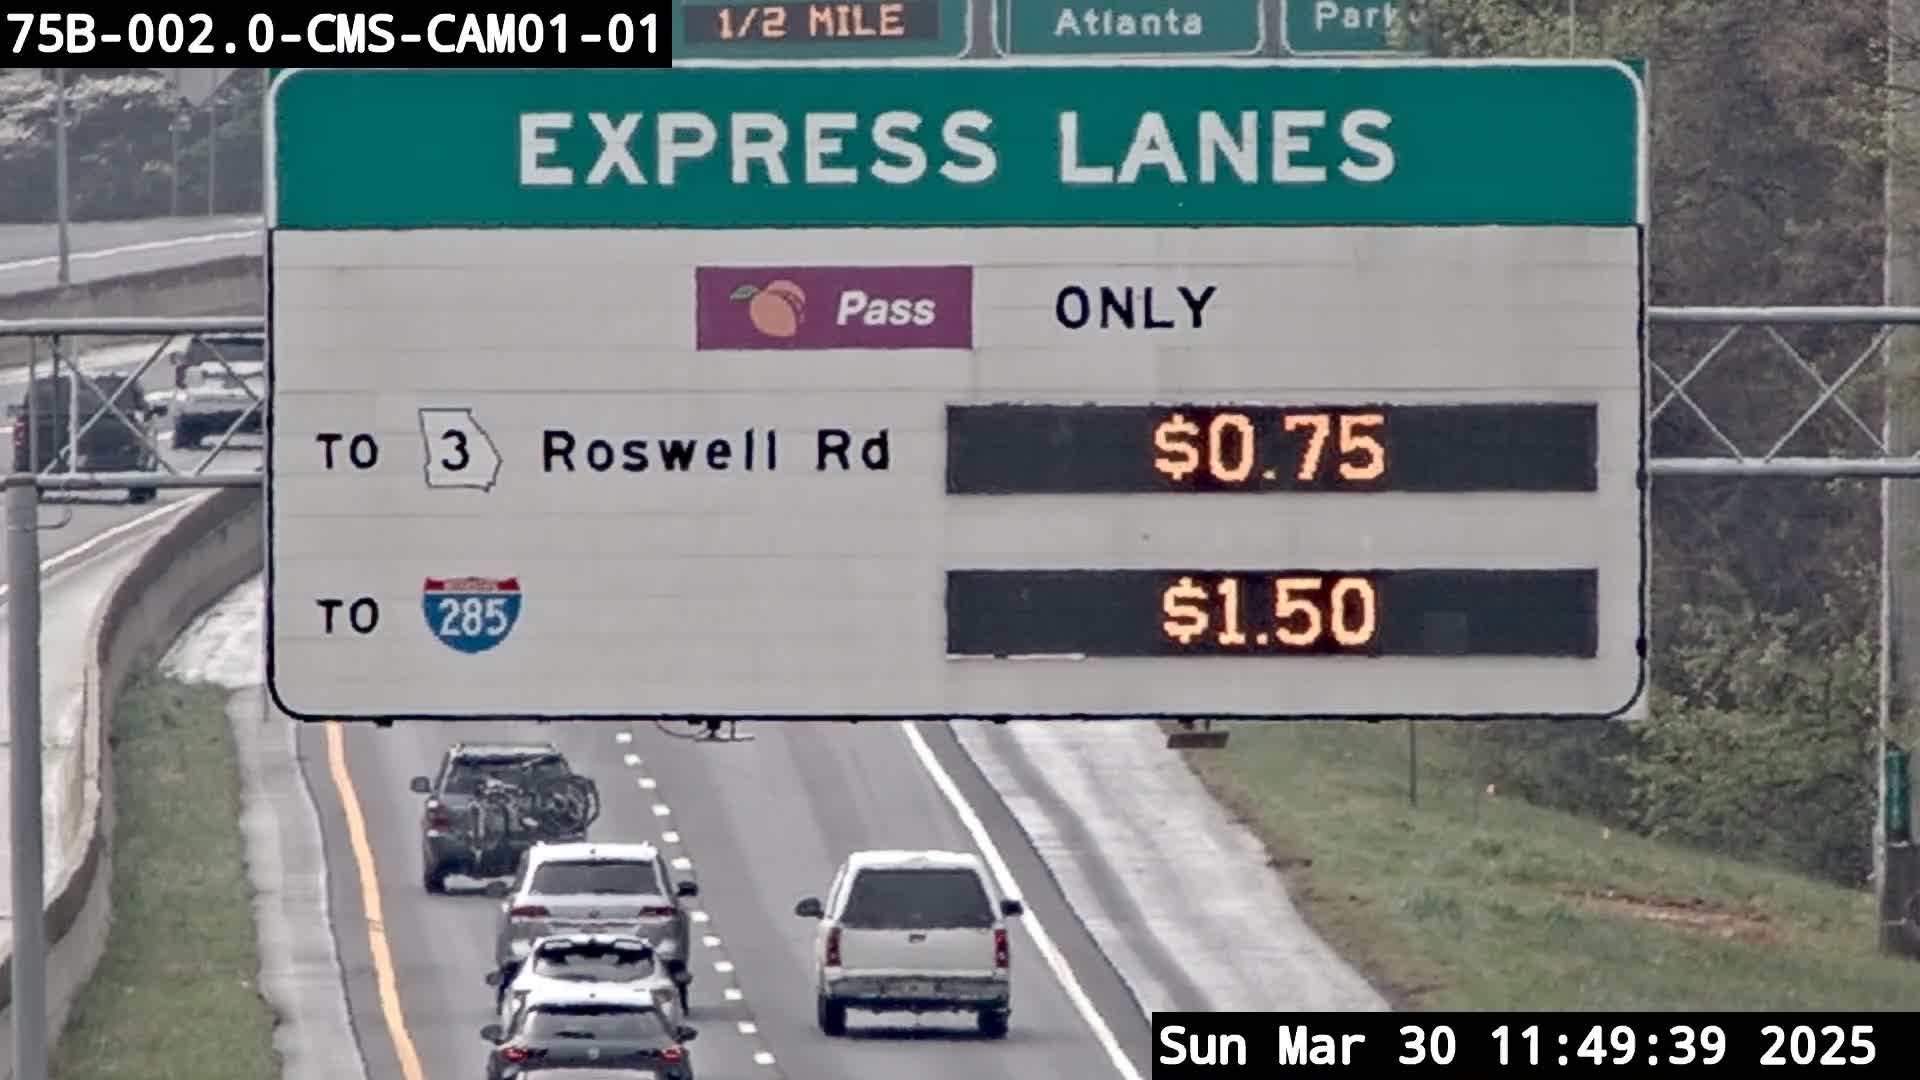 75B-002.0-CMS-CAM01-01
1/2 MILE
Atlanta
Park
EXPRESS LANES
Pass ONLY
TO 3 Roswell Rd $0.75
TO 285 $1.50
Sun Mar 30 11:49:39 2025